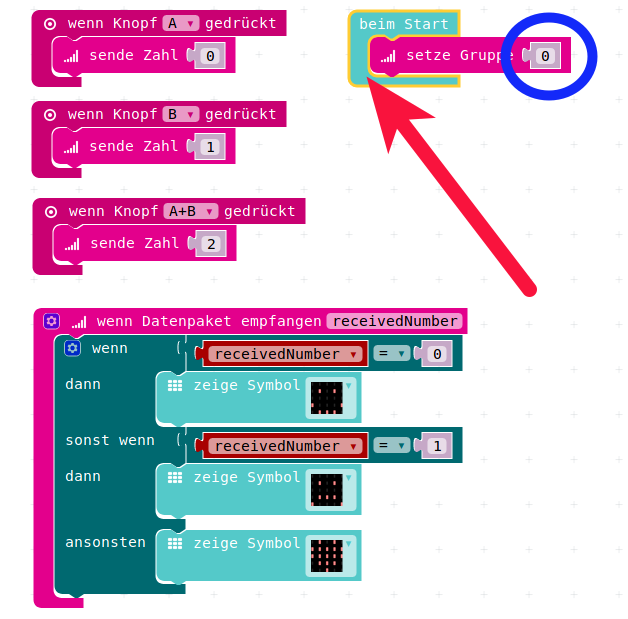 wenn Knopf A gedrückt
sende Zahl 0
wenn Knopf B gedrückt
sende Zahl 1
wenn Knopf A+B gedrückt
sende Zahl 2
beim Start
setze Gruppe 0
wenn Datenpaket empfangen receivedNumber
wenn receivedNumber = 0
dann zeige Symbol
sonst wenn receivedNumber = 1
dann zeige Symbol
ansonsten zeige Symbol